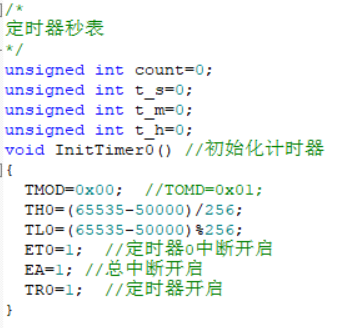 /*
定时器秒表
*/
unsigned int count=0;
unsigned int t_s=0;
unsigned int t_m=0;
unsigned int t_h=0;
void InitTimer0() //初始化计时器
{
TMOD=0x00; //TOMD=0x01;
TH0=(65535-50000)/256;
TL0=(65535-50000)%256;
ET0=1; //定时器0中断开启
EA=1; //总中断开启
TR0=1; //定时器开启
}